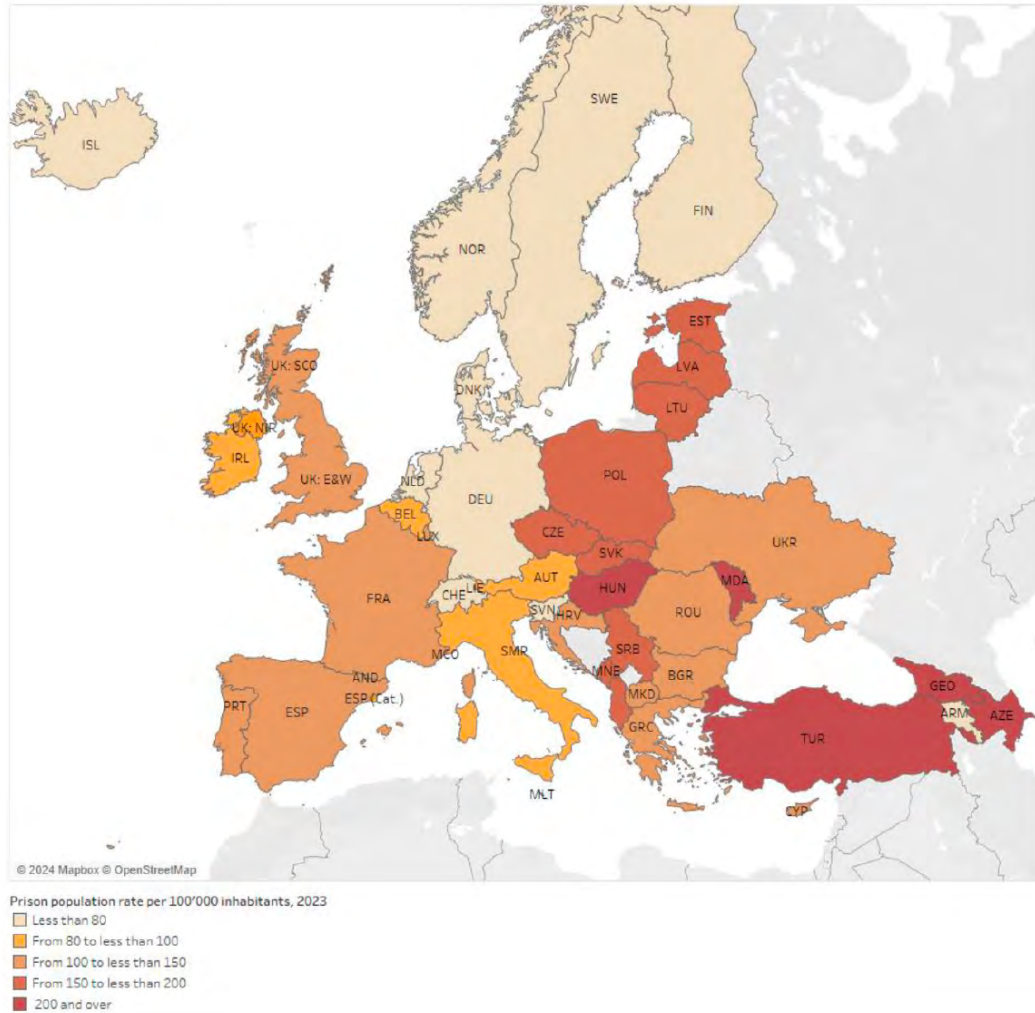 ISL
SWE
FIN
NOR
EST
UK: SCO
LVA
DNK
LTU
UK: NIR
IRL
UK: E&W
NLD
DEU
POL
BEL
LUX
CZE
UKR
SVK
AUT
HUN
MDA
LIE
CHE
FRA
SVN
HRV
ROU
SRB
MCO
SMR
MNE
AND
BGR
ESP (Cat.)
MKD
PRT
ESP
GRC
GEO
ARM
AZE
TUR
MLT
CYP
© 2024 Mapbox © OpenStreetMap
Prison population rate per 100'000 inhabitants, 2023
Less than 80
From 80 to less than 100
From 100 to less than 150
From 150 to less than 200
200 and over